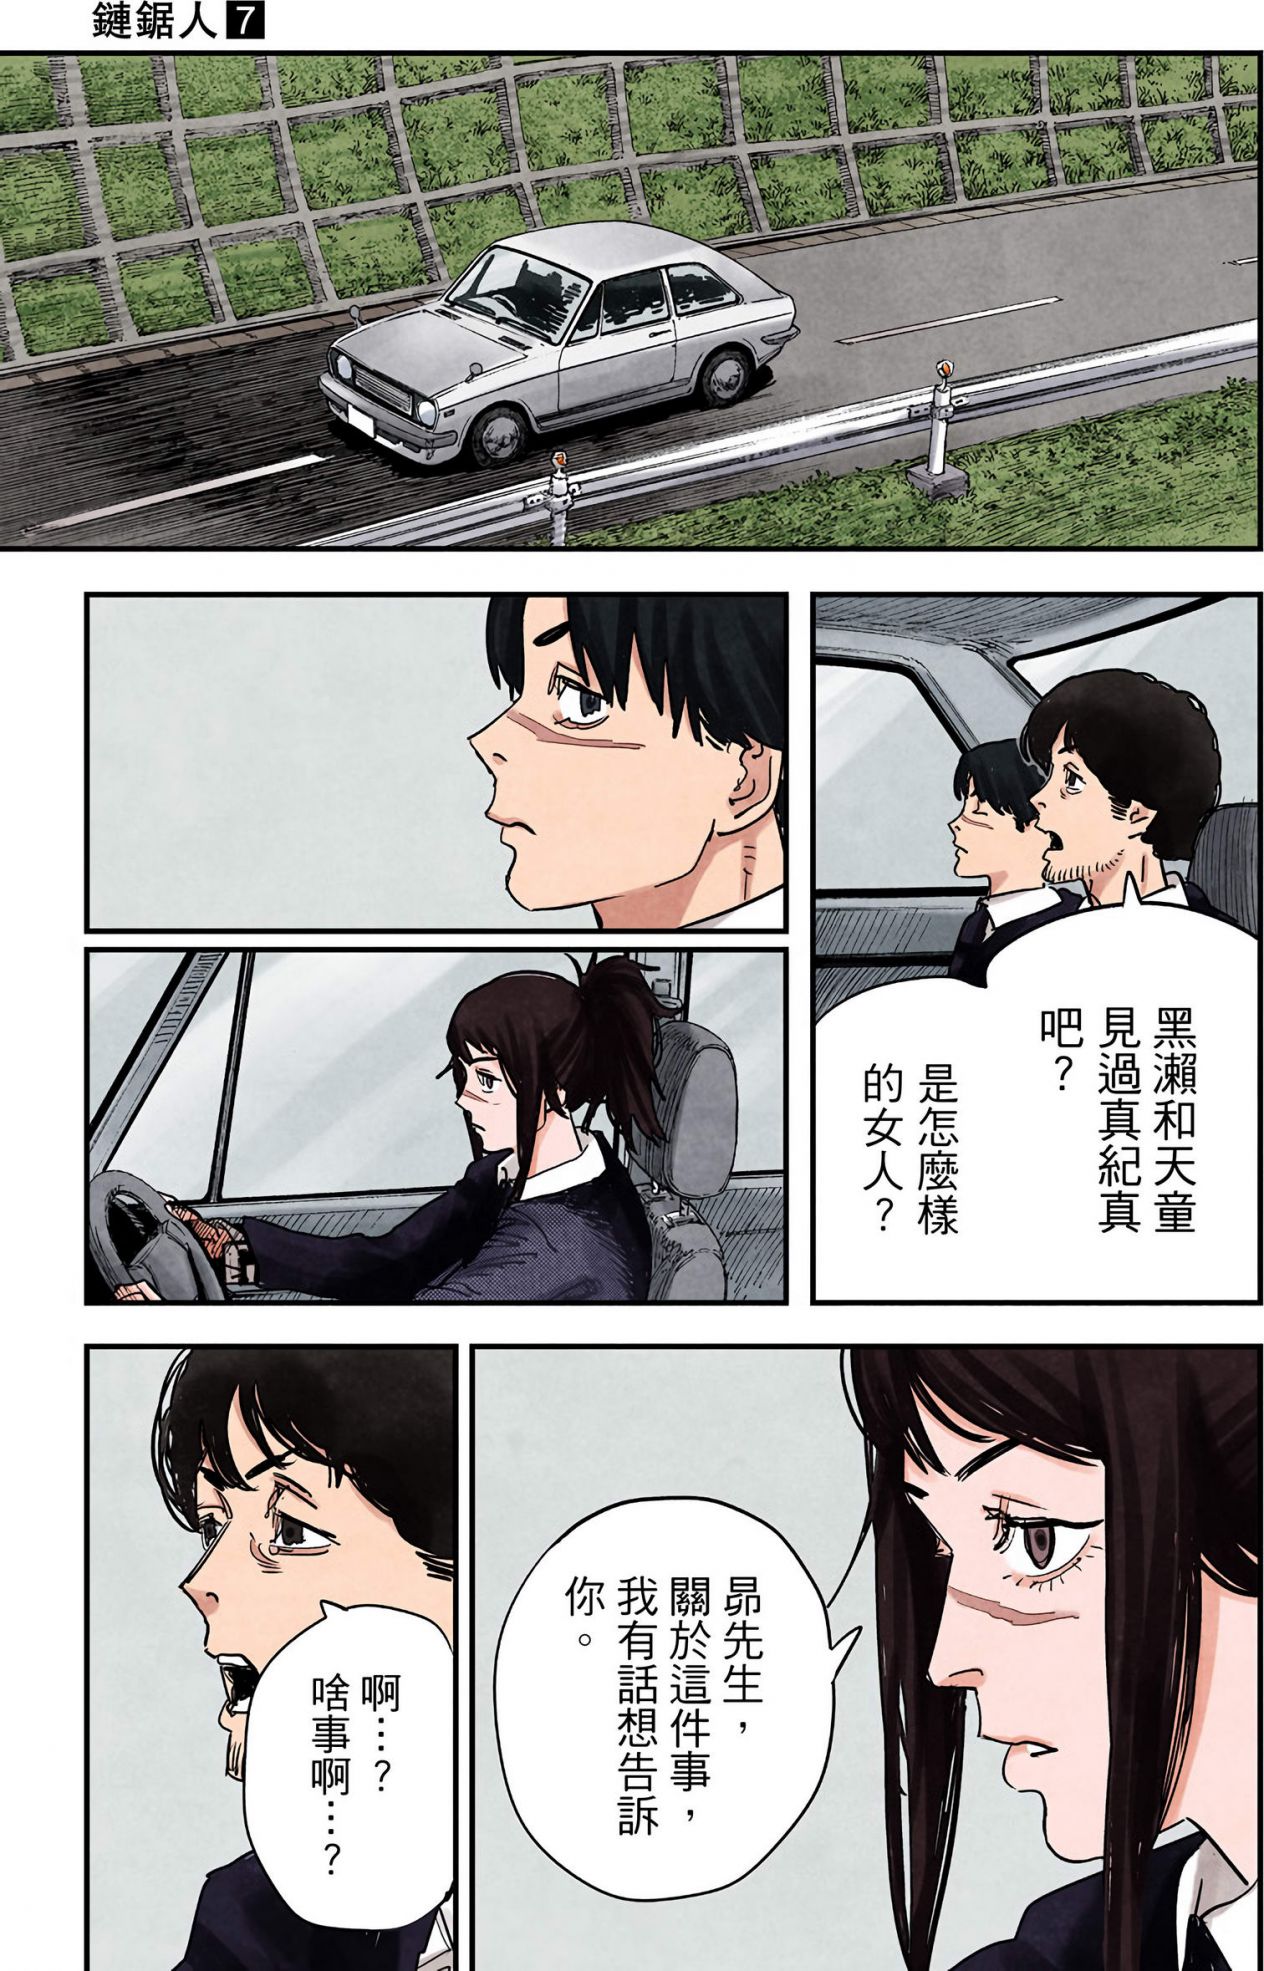 鏈鋸人7
黑瀨和天童
見過真紀真
吧？
是怎麼樣
的女人？
昴先生，
關於這件事，
我有話想告訴
你。
啊…？
啥事啊…？